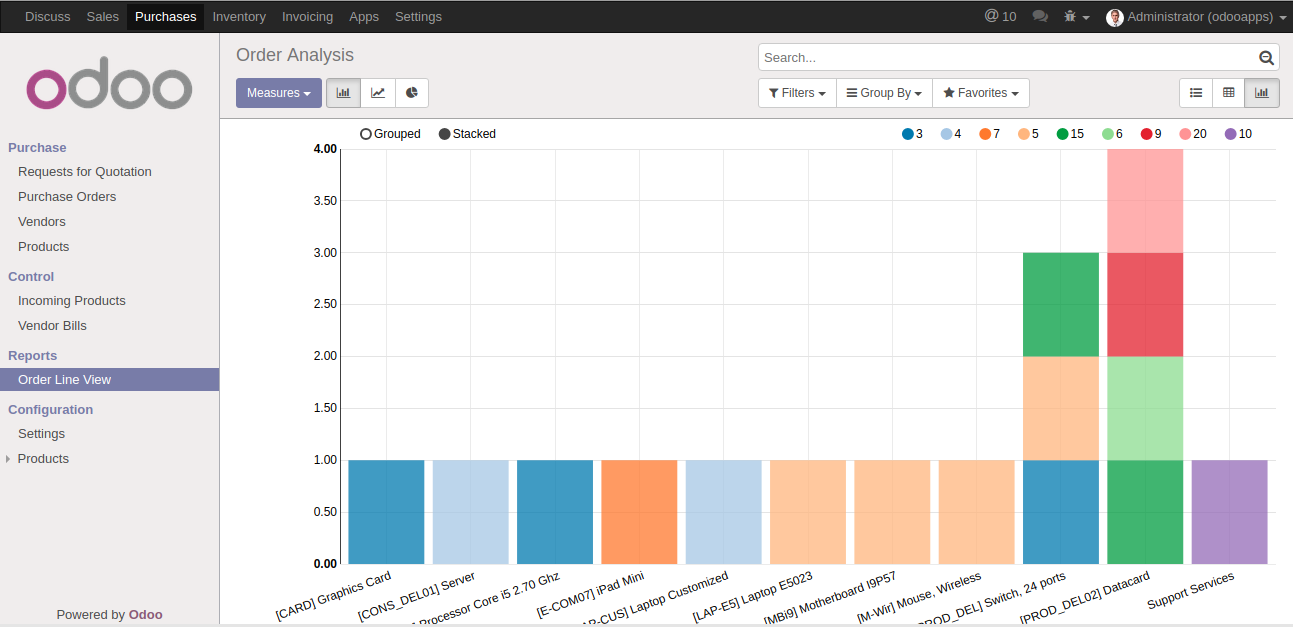 Discuss Sales Purchases Inventory Invoicing Apps Settings @ 10 Administrator (odooapps)
odoo
Order Analysis
Search...
Measures
Filters Group By Favorites
Purchase
Requests for Quotation
Purchase Orders
Vendors
Products
Control
Incoming Products
Vendor Bills
Reports
Order Line View
Configuration
Settings
Products
Powered by Odoo
Grouped Stacked 3 4 7 5 15 6 9 20 10
4.00
3.50
3.00
2.50
2.00
1.50
1.00
0.50
0.00
[CARD] Graphics Card
[CONS_DEL01] Server
] Processor Core i5 2.70 Ghz
[E-COM07] iPad Mini
-CUS] Laptop Customized
[LAP-E5] Laptop E5023
[MBi9] Motherboard I9P57
[M-Wir] Mouse, Wireless
PROD_DEL] Switch, 24 ports
[PROD_DEL02] Datacard
Support Services